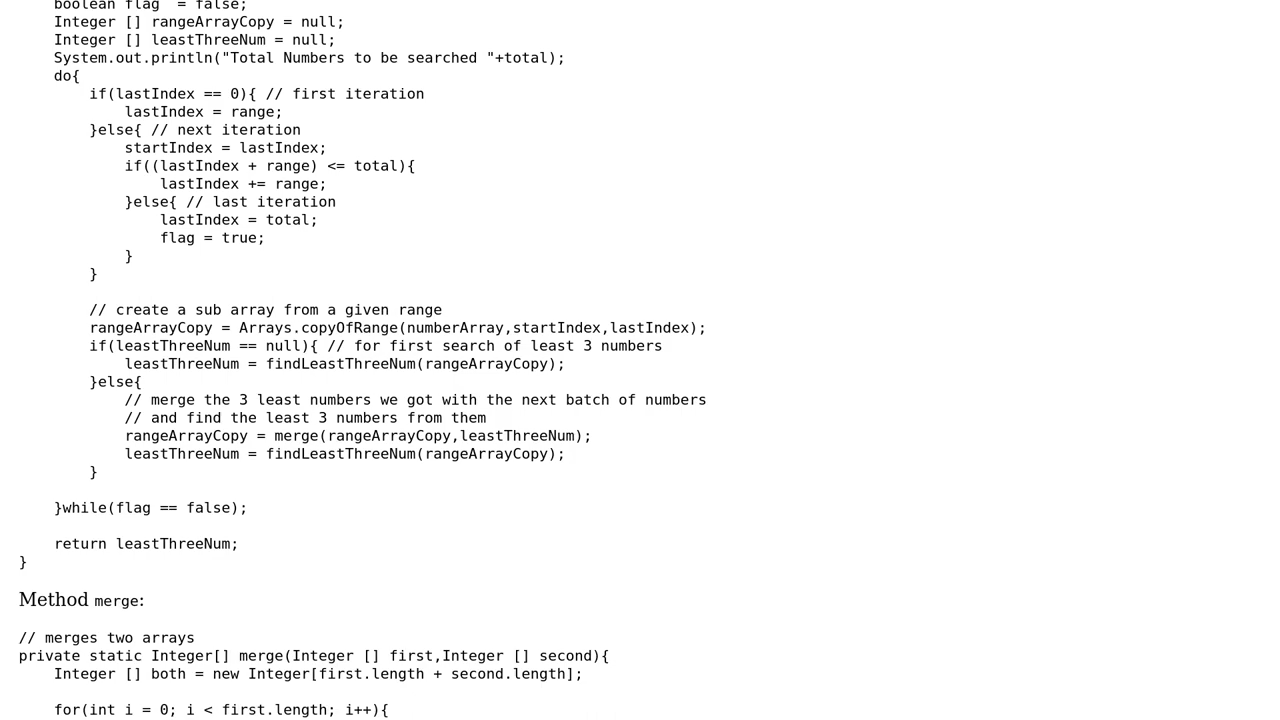 boolean flag  = false;
Integer [] rangeArrayCopy = null;
Integer [] leastThreeNum = null;
System.out.println("Total Numbers to be searched "+total);
do{
if(lastIndex == 0){ // first iteration
lastIndex = range;
}else{ // next iteration
startIndex = lastIndex;
if((lastIndex + range) <= total){
lastIndex += range;
}else{ // last iteration
lastIndex = total;
flag = true;
}
}
// create a sub array from a given range
rangeArrayCopy = Arrays.copyOfRange(numberArray,startIndex,lastIndex);
if(leastThreeNum == null){ // for first search of least 3 numbers
leastThreeNum = findLeastThreeNum(rangeArrayCopy);
}else{
// merge the 3 least numbers we got with the next batch of numbers
// and find the least 3 numbers from them
rangeArrayCopy = merge(rangeArrayCopy,leastThreeNum);
leastThreeNum = findLeastThreeNum(rangeArrayCopy);
}
}while(flag == false);
return leastThreeNum;
}
Method merge:
// merges two arrays
private static Integer[] merge(Integer [] first,Integer [] second){
Integer [] both = new Integer[first.length + second.length];
for(int i = 0; i < first.length; i++){